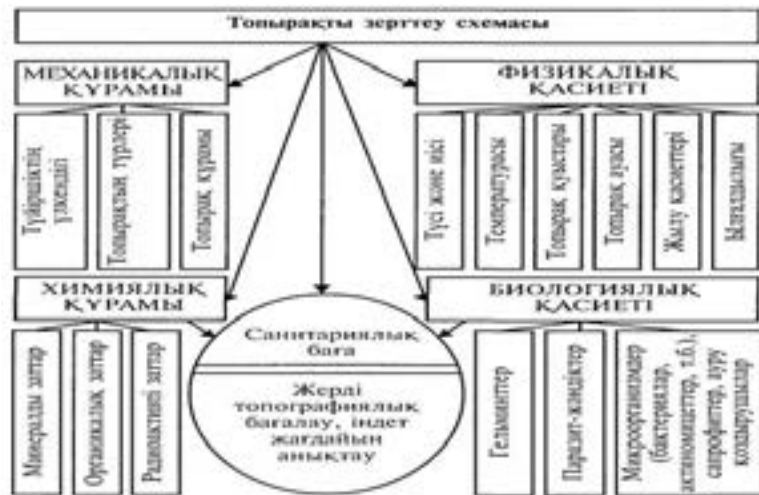 Топырақты зерттеу схемасы
МЕХАНИКАЛЫҚ
ҚҰРАМЫ
ФИЗИКАЛЫҚ
ҚАСИЕТІ
Түйіршіктің
үлкендігі
Топырақтың түрлері
Топырақ құрамы
Түсі және иісі
Температурасы
Топырақ қуыстары
Топырақ ауасы
Жылу қасиеттері
Ылғалдылығы
ХИМИЯЛЫҚ
ҚҰРАМЫ
БИОЛОГИЯЛЫҚ
ҚАСИЕТІ
Минералды заттар
Органикалық заттар
Радиоактивті заттар
Санитариялық
баға
Жерді
топографиялық
бағалау, індет
жағдайын
анықтау
Гельминттер
Паразит-жәндіктер
Микроорганизмдер
(бактериялар,
актиномицеттер, т.б.),
сапрофиттер, ауру
қоздырушылар